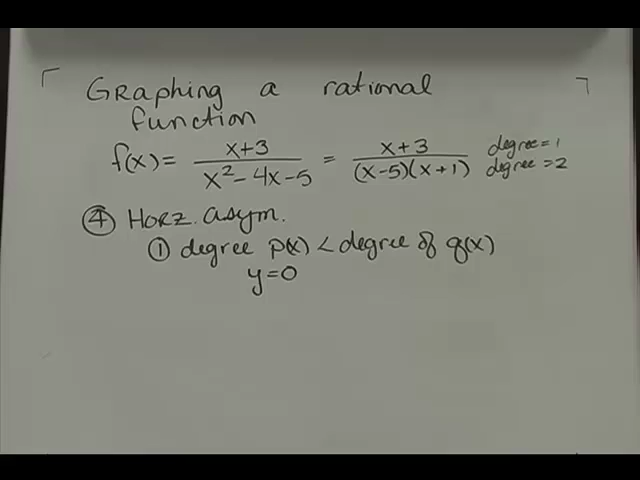 Graphing a rational
function
f(x) = x+3 / x² - 4x - 5 = x+3 / (x-5)(x+1) degree=1 degree=2
④ Horz. asym.
① degree p(x) < degree of q(x)
y=0